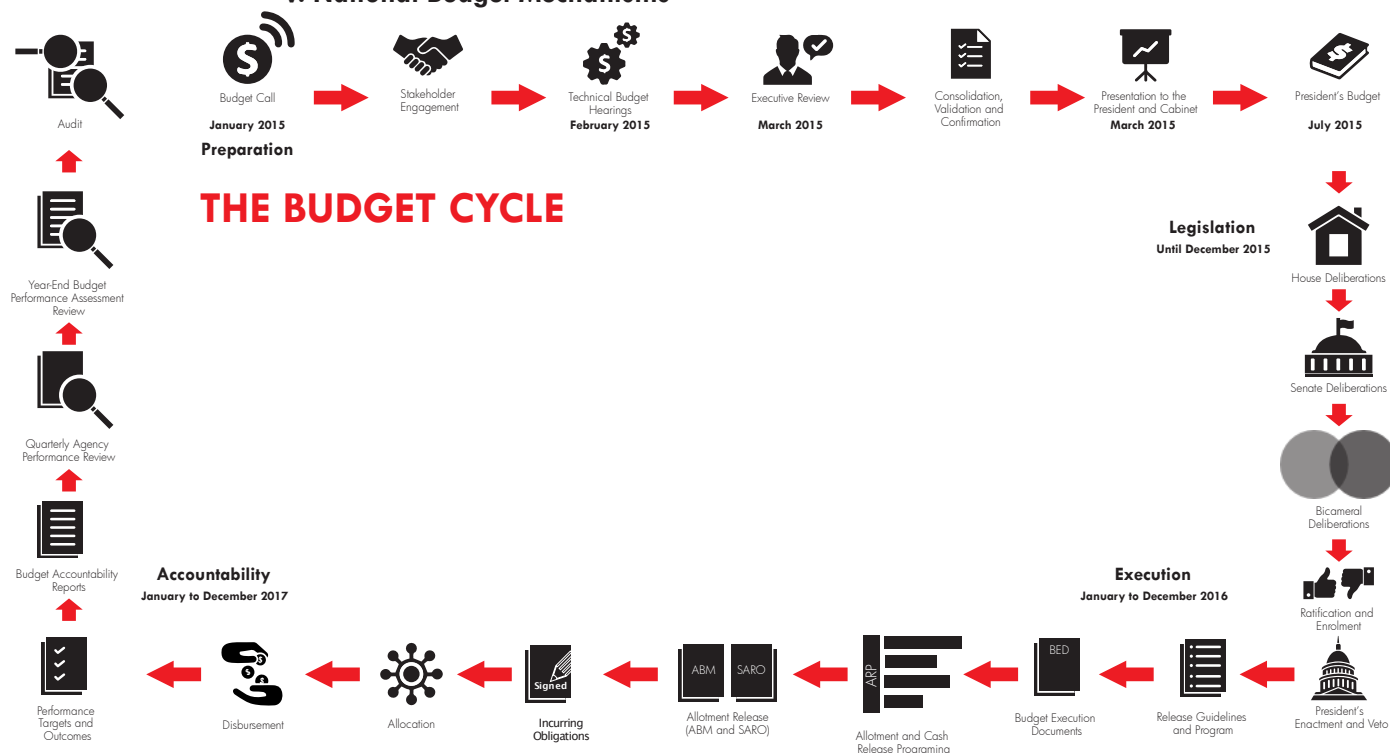 Budget Call
January 2015
Preparation
Stakeholder
Engagement
Technical Budget
Hearings
February 2015
Executive Review
March 2015
Consolidation,
Validation and
Confirmation
Presentation to the
President and Cabinet
March 2015
President's Budget
July 2015
THE BUDGET CYCLE
Legislation
Until December 2015
House Deliberations
Senate Deliberations
Bicameral
Deliberations
Ratification and
Enrolment
President's
Enactment and Veto
Execution
January to December 2016
Release Guidelines
and Program
BED
Budget Execution
Documents
ARP
Allotment and Cash
Release Programing
ABM
SARO
Allotment Release
(ABM and SARO)
Signed
Incurring
Obligations
Allocation
Disbursement
Accountability
January to December 2017
Performance
Targets and
Outcomes
Budget Accountability
Reports
Quarterly Agency
Performance Review
Year-End Budget
Performance Assessment
Review
Audit